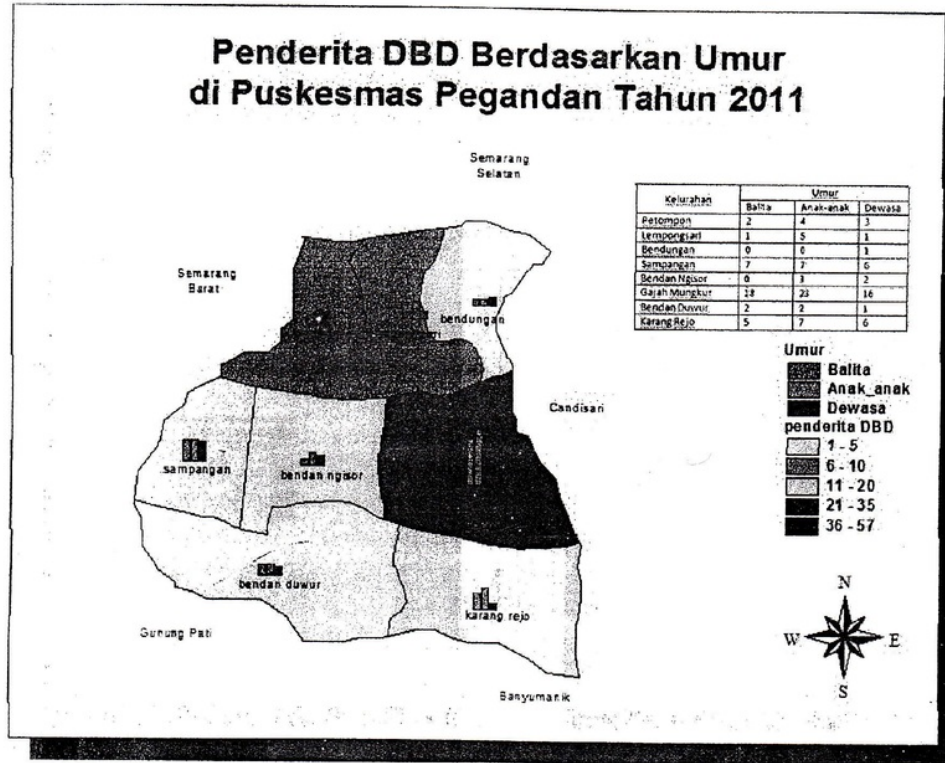 Penderita DBD Berdasarkan Umur
di Puskesmas Pegandan Tahun 2011
Semarang
Selatan
Kelurahan Umur
Balita Anak-anak Dewasa
Petompon 2 4 3
Lempongsari 1 5 1
Bendungan 0 0 1
Sampangan 7 7 6
Bendan Ngisor 0 3 2
Gajah Mungkur 18 23 16
Bendan Duwur 2 2 1
Karang Rejo 5 7 6
Semarang
Barat
bendungan
Umur
Balita
Anak_anak
Dewasa
penderita DBD
1 - 5
6 - 10
11 - 20
21 - 35
36 - 57
Candisari
sampangan
bendan ngisor
bendan duwur
karang rejo
Gunung Pati
Banyumanik
N
W E
S